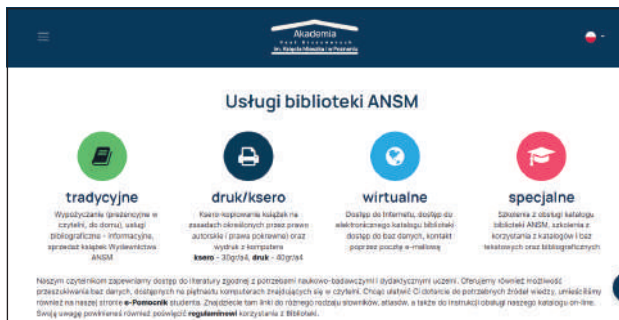 Akademia
Nauk Stosowanych
im. Księcia Mieszka I w Poznaniu
Usługi biblioteki ANSM
tradycyjne
Wypożyczanie (prezencyjne w
czytelni, do domu), usługi
bibliograficzno - informacyjne,
sprzedaż książek Wydawnictwa
ANSM
druk/ksero
Ksero-kopiowanie książek na
zasadach określonych przez prawo
autorskie i prawa pokrewne) oraz
wydruk z komputera
ksero - 30gr/a4, druk - 40gr/a4
wirtualne
Dostęp do Internetu, dostęp do
elektronicznego katalogu biblioteki
dostęp do baz danych, kontakt
poprzez pocztę e-mailową
specjalne
Szkolenia z obsługi katalogu
biblioteki ANSM, szkolenia z
korzystania z katalogów i baz
tekstowych oraz bibliograficznych
Naszym czytelnikom zapewniamy dostęp do literatury zgodnej z potrzebami naukowo-badawczymi i dydaktycznymi uczelni. Oferujemy również możliwość
przeszukiwania baz danych, dostępnych na piętnastu komputerach znajdujących się w czytelni. Chcąc ułatwić Ci dotarcie do potrzebnych źródeł wiedzy, umieściliśmy
również na naszej stronie e-Pomocnik studenta. Znajdziecie tam linki do różnego rodzaju słowników, atlasów, a także do instrukcji obsługi naszego katalogu on-line.
Swoją uwagę powinieneś również poświęcić regulaminowi korzystania z Biblioteki.